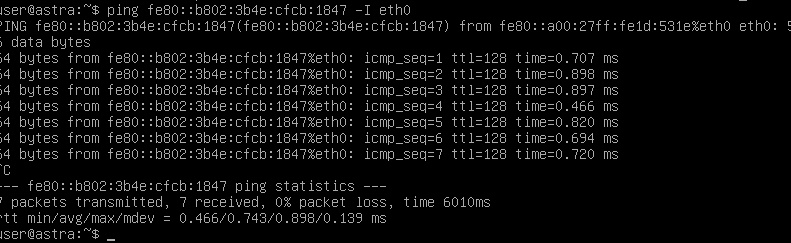 user@astra:~$ ping fe80::b802:3b4e:cfcb:1847 -I eth0
PING fe80::b802:3b4e:cfcb:1847(fe80::b802:3b4e:cfcb:1847) from fe80::a00:27ff:fe1d:531e%eth0 eth0: 5
6 data bytes
64 bytes from fe80::b802:3b4e:cfcb:1847%eth0: icmp_seq=1 ttl=128 time=0.707 ms
64 bytes from fe80::b802:3b4e:cfcb:1847%eth0: icmp_seq=2 ttl=128 time=0.898 ms
64 bytes from fe80::b802:3b4e:cfcb:1847%eth0: icmp_seq=3 ttl=128 time=0.897 ms
64 bytes from fe80::b802:3b4e:cfcb:1847%eth0: icmp_seq=4 ttl=128 time=0.466 ms
64 bytes from fe80::b802:3b4e:cfcb:1847%eth0: icmp_seq=5 ttl=128 time=0.820 ms
64 bytes from fe80::b802:3b4e:cfcb:1847%eth0: icmp_seq=6 ttl=128 time=0.694 ms
64 bytes from fe80::b802:3b4e:cfcb:1847%eth0: icmp_seq=7 ttl=128 time=0.720 ms
^C
--- fe80::b802:3b4e:cfcb:1847 ping statistics ---
7 packets transmitted, 7 received, 0% packet loss, time 6010ms
rtt min/avg/max/mdev = 0.466/0.743/0.898/0.139 ms
user@astra:~$ _